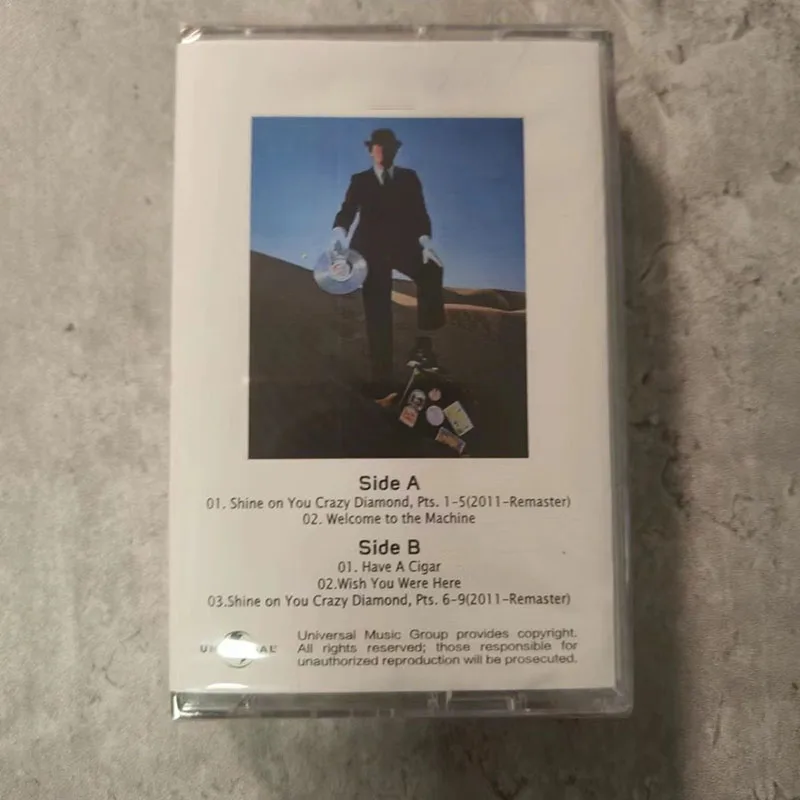 Side A
01. Shine on You Crazy Diamond, Pts. 1-5(2011-Remaster)
02. Welcome to the Machine
Side B
01. Have A Cigar
02.Wish You Were Here
03.Shine on You Crazy Diamond, Pts. 6-9(2011-Remaster)
Universal Music Group provides copyright.
All rights reserved; those responsible for
unauthorized reproduction will be prosecuted.